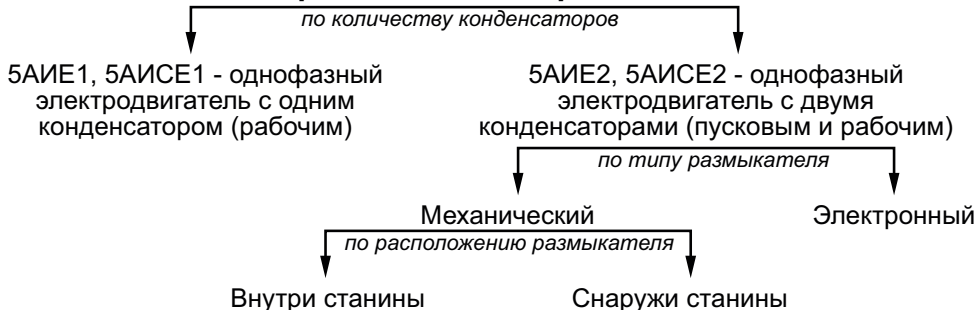 по количеству конденсаторов
5АИЕ1, 5АИСЕ1 - однофазный
электродвигатель с одним
конденсатором (рабочим)
5АИЕ2, 5АИСЕ2 - однофазный
электродвигатель с двумя
конденсаторами (пусковым и рабочим)
по типу размыкателя
Механический
Электронный
по расположению размыкателя
Внутри станины
Снаружи станины